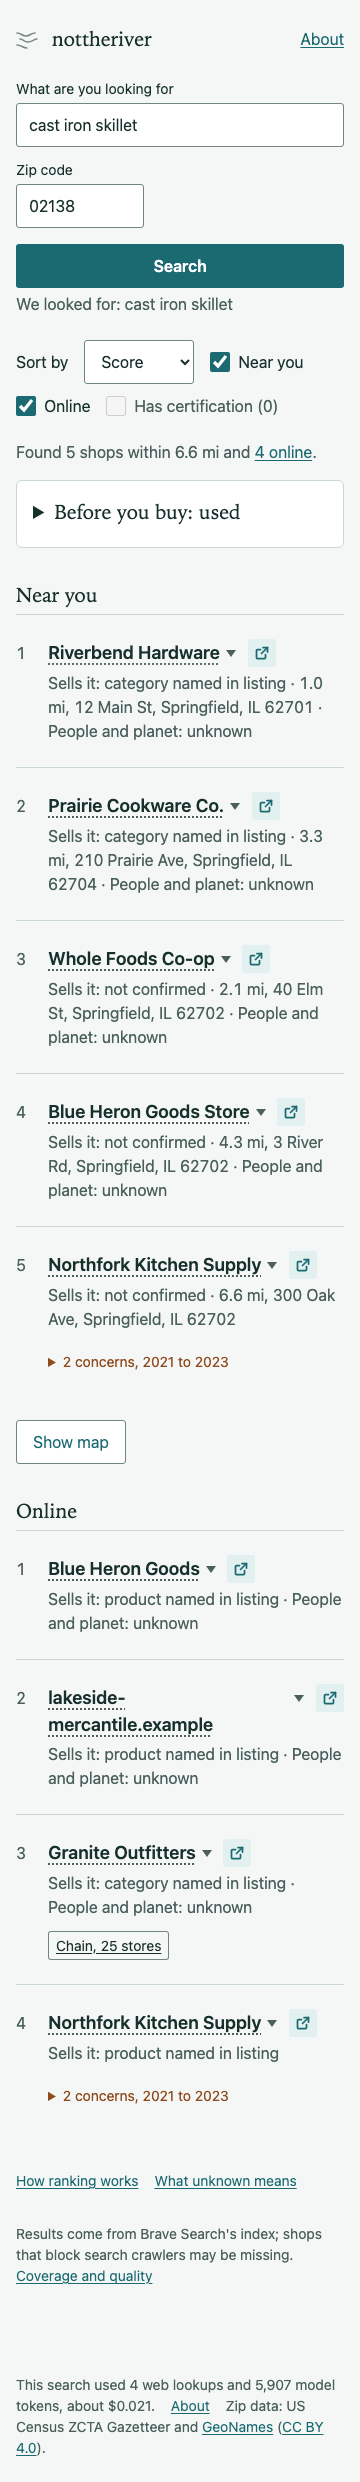 nottheriver
About
What are you looking for
cast iron skillet
Zip code
02138
Search
We looked for: cast iron skillet
Sort by
Score
Near you
Online
Has certification (0)
Found 5 shops within 6.6 mi and 4 online.
Before you buy: used
Near you
1
Riverbend Hardware
Sells it: category named in listing · 1.0
mi, 12 Main St, Springfield, IL 62701 ·
People and planet: unknown
2
Prairie Cookware Co.
Sells it: category named in listing · 3.3
mi, 210 Prairie Ave, Springfield, IL
62704 · People and planet: unknown
3
Whole Foods Co-op
Sells it: not confirmed · 2.1 mi, 40 Elm
St, Springfield, IL 62702 · People and
planet: unknown
4
Blue Heron Goods Store
Sells it: not confirmed · 4.3 mi, 3 River
Rd, Springfield, IL 62702 · People and
planet: unknown
5
Northfork Kitchen Supply
Sells it: not confirmed · 6.6 mi, 300 Oak
Ave, Springfield, IL 62702
2 concerns, 2021 to 2023
Show map
Online
1
Blue Heron Goods
Sells it: product named in listing · People
and planet: unknown
2
lakeside-
mercantile.example
Sells it: product named in listing · People
and planet: unknown
3
Granite Outfitters
Sells it: category named in listing ·
People and planet: unknown
Chain, 25 stores
4
Northfork Kitchen Supply
Sells it: product named in listing
2 concerns, 2021 to 2023
How ranking works
What unknown means
Results come from Brave Search's index; shops
that block search crawlers may be missing.
Coverage and quality
This search used 4 web lookups and 5,907 model
tokens, about $0.021. About Zip data: US
Census ZCTA Gazetteer and GeoNames (CC BY
4.0).